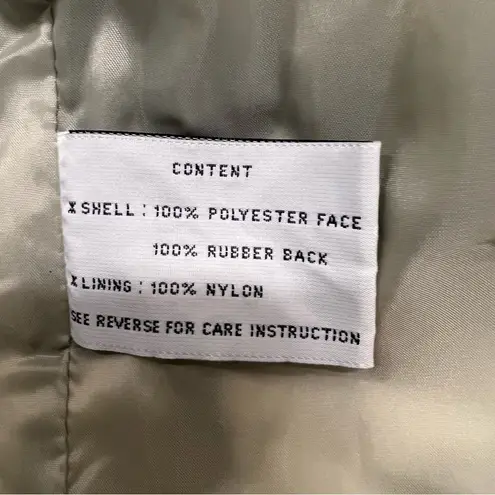 CONTENT
X SHELL : 100% POLYESTER FACE
100% RUBBER BACK
X LINING : 100% NYLON
SEE REVERSE FOR CARE INSTRUCTION